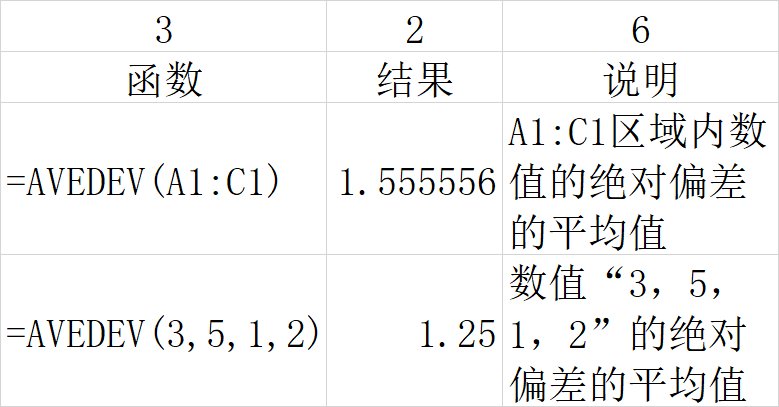 3 2 6
函数 结果 说明
=AVEDEV(A1:C1) 1.555556 A1:C1区域内数
值的绝对偏差
的平均值
=AVEDEV(3,5,1,2) 1.25 数值“3，5，
1，2”的绝对
偏差的平均值